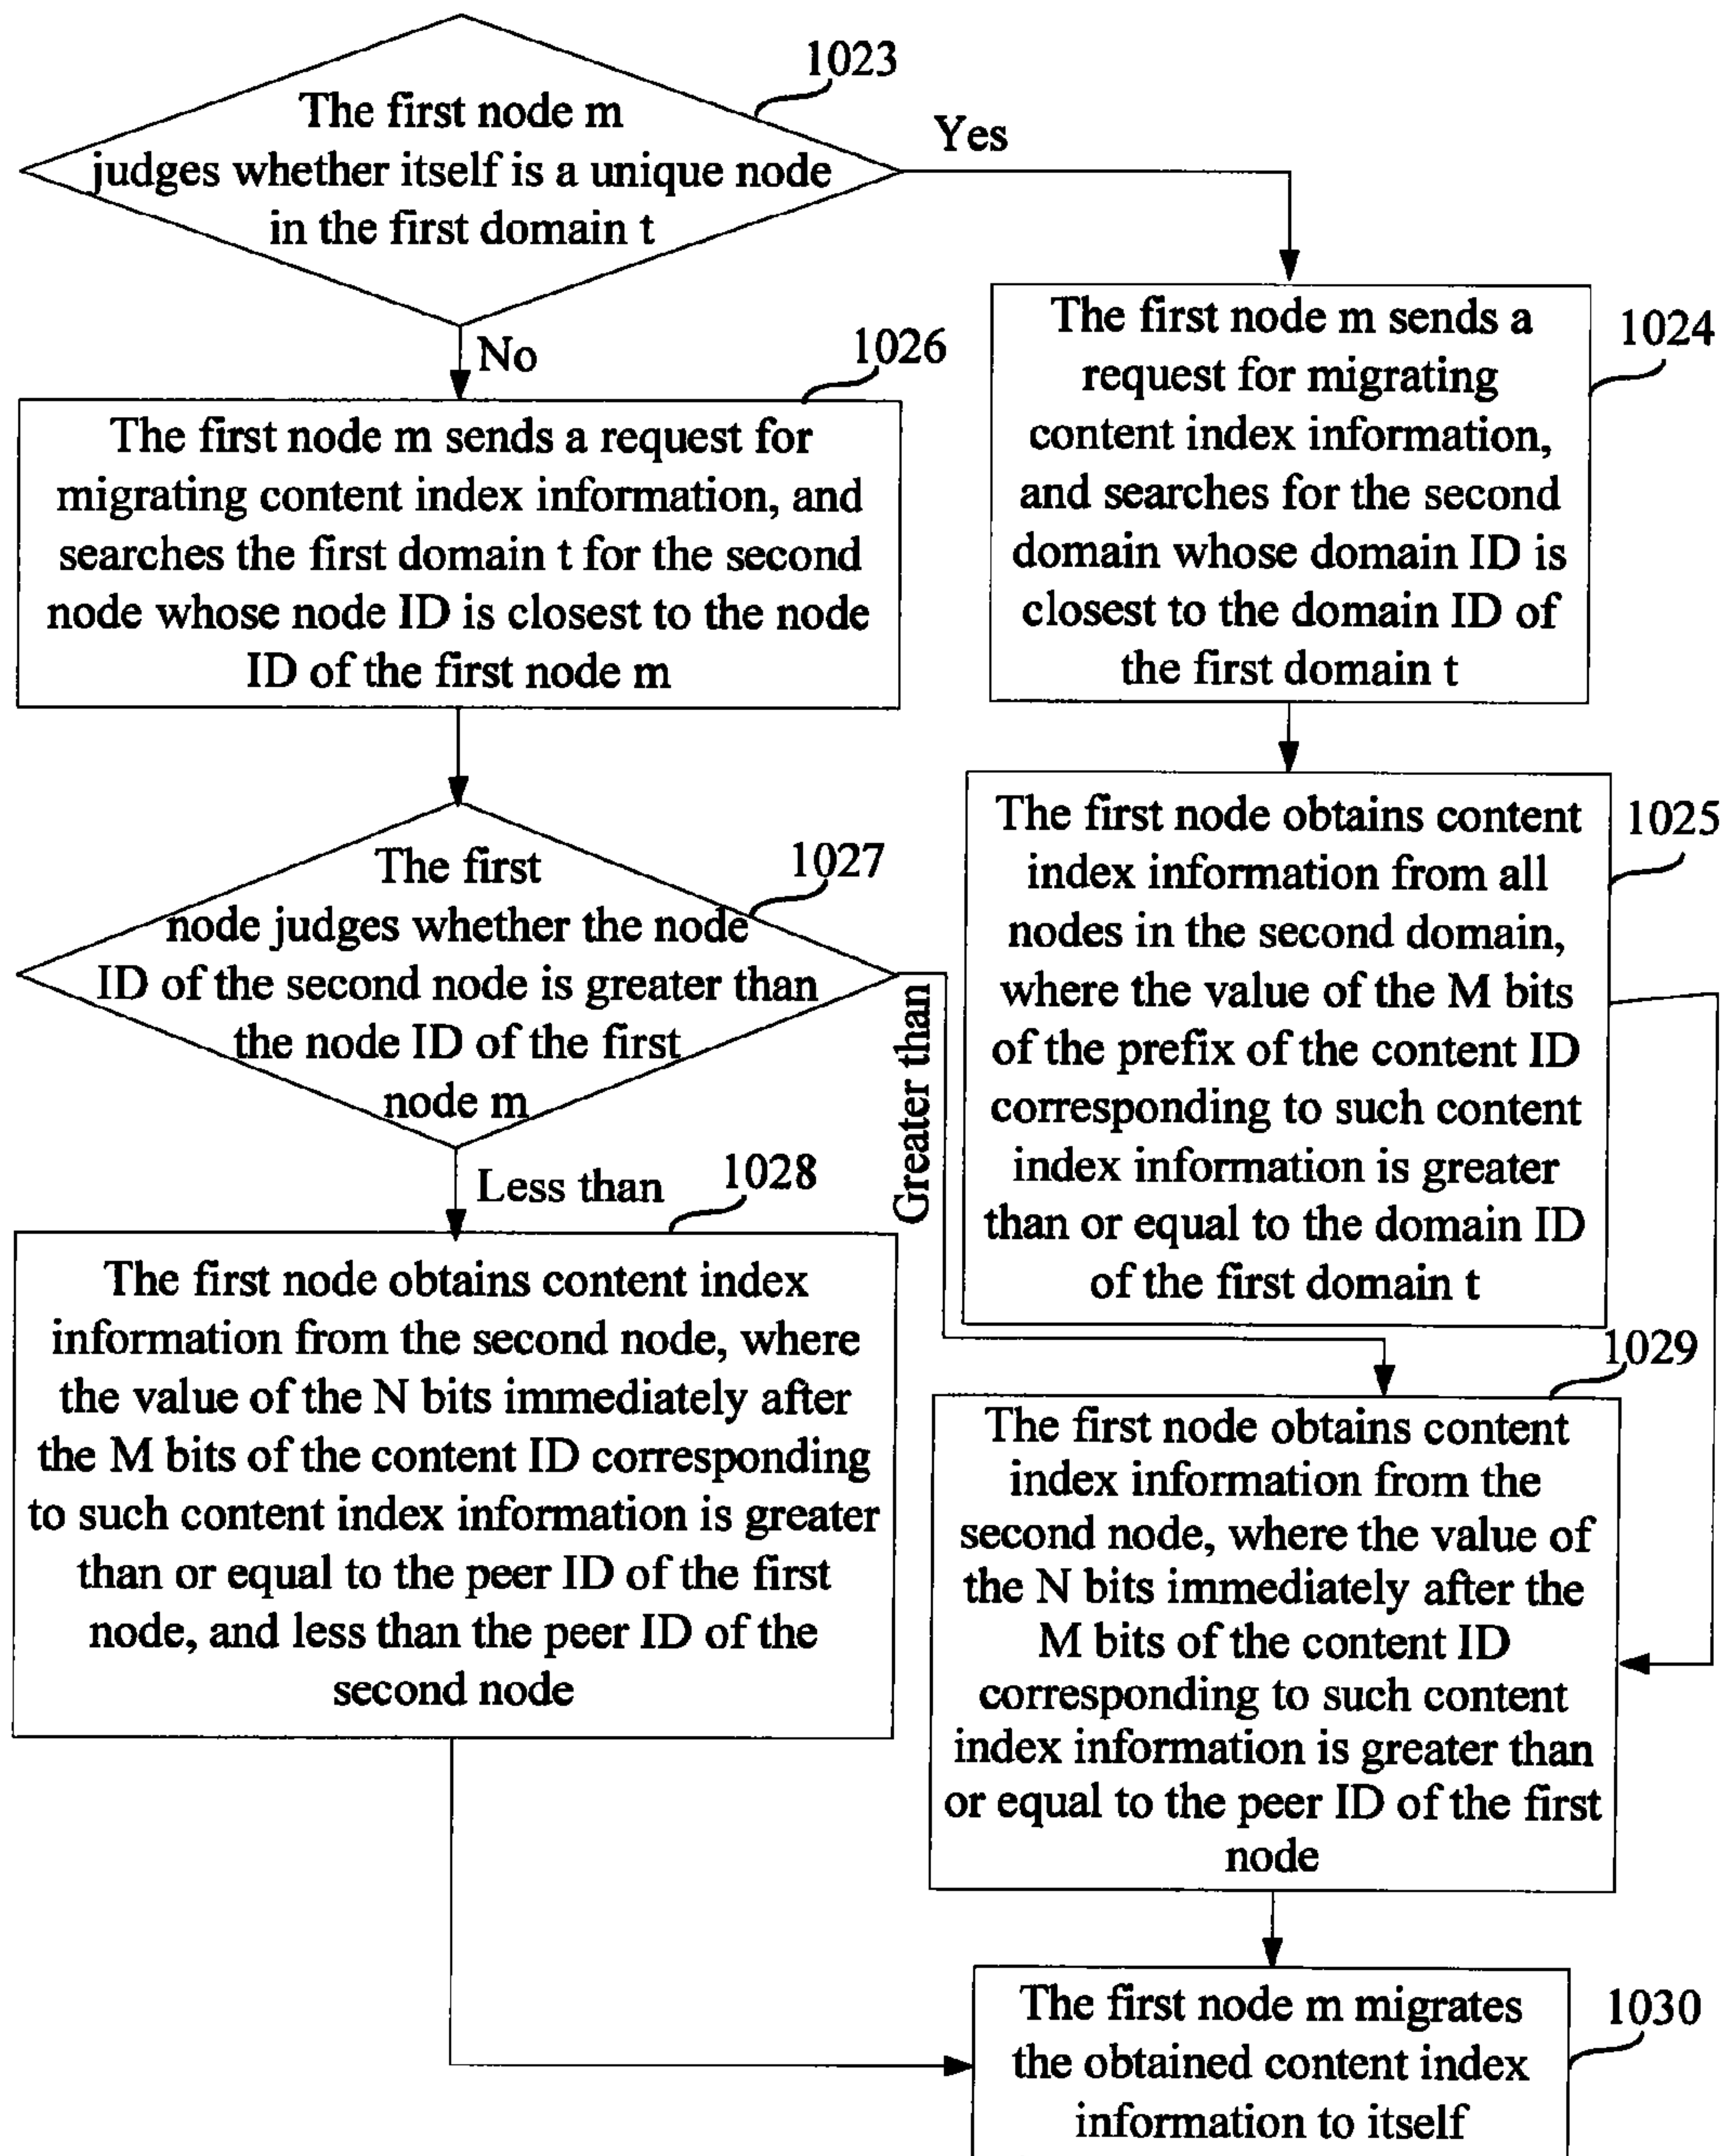 1023
The first node m
judges whether itself is a unique node
in the first domain t
Yes
No
1024
The first node m sends a
request for migrating
content index information,
and searches for the second
domain whose domain ID is
closest to the domain ID of
the first domain t
1026
The first node m sends a request for
migrating content index information, and
searches the first domain t for the second
node whose node ID is closest to the node
ID of the first node m
1025
The first node obtains content
index information from all
nodes in the second domain,
where the value of the M bits
of the prefix of the content ID
corresponding to such content
index information is greater
than or equal to the domain ID
of the first domain t
1027
The first
node judges whether the node
ID of the second node is greater than
the node ID of the first
node m
Greater than
Less than
1028
The first node obtains content index
information from the second node, where
the value of the N bits immediately after
the M bits of the content ID corresponding
to such content index information is greater
than or equal to the peer ID of the first
node, and less than the peer ID of the
second node
1029
The first node obtains content
index information from the
second node, where the value of
the N bits immediately after the
M bits of the content ID
corresponding to such content
index information is greater than
or equal to the peer ID of the first
node
1030
The first node m migrates
the obtained content index
information to itself